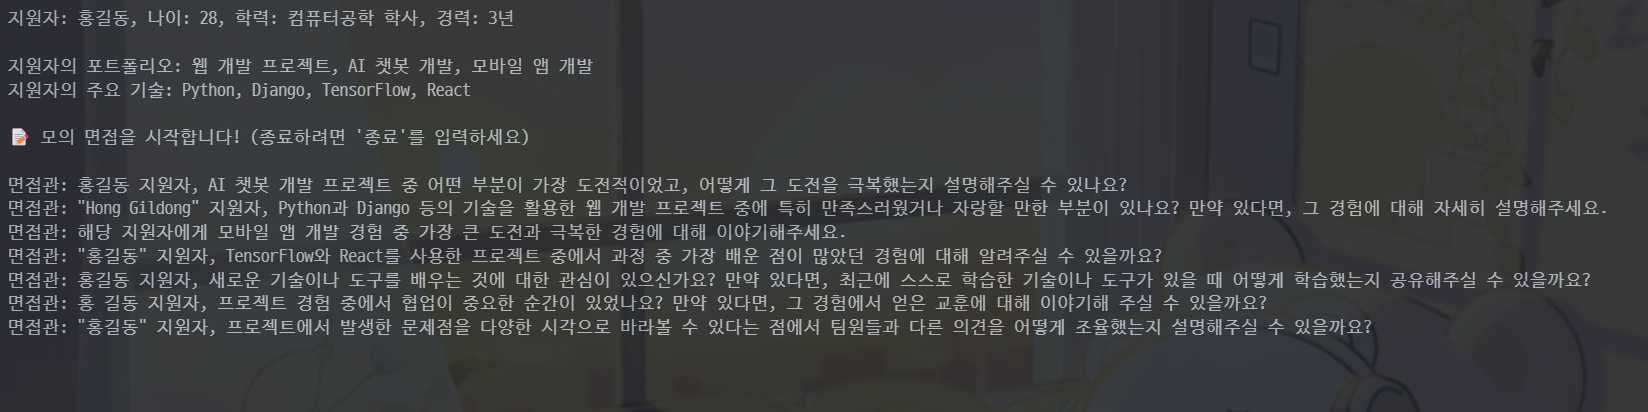 지원자: 홍길동, 나이: 28, 학력: 컴퓨터공학 학사, 경력: 3년
지원자의 포트폴리오: 웹 개발 프로젝트, AI 챗봇 개발, 모바일 앱 개발
지원자의 주요 기술: Python, Django, TensorFlow, React
📝 모의 면접을 시작합니다! (종료하려면 '종료'를 입력하세요)
면접관: 홍길동 지원자, AI 챗봇 개발 프로젝트 중 어떤 부분이 가장 도전적이었고, 어떻게 그 도전을 극복했는지 설명해주실 수 있나요?
면접관: "Hong Gildong" 지원자, Python과 Django 등의 기술을 활용한 웹 개발 프로젝트 중에 특히 만족스러웠거나 자랑할 만한 부분이 있나요? 만약 있다면, 그 경험에 대해 자세히 설명해주세요.
면접관: 해당 지원자에게 모바일 앱 개발 경험 중 가장 큰 도전과 극복한 경험에 대해 이야기해주세요.
면접관: "홍길동" 지원자, TensorFlow와 React를 사용한 프로젝트 중에서 과정 중 가장 배운 점이 많았던 경험에 대해 알려주실 수 있을까요?
면접관: 홍길동 지원자, 새로운 기술이나 도구를 배우는 것에 대한 관심이 있으신가요? 만약 있다면, 최근에 스스로 학습한 기술이나 도구가 있을 때 어떻게 학습했는지 공유해주실 수 있을까요?
면접관: 홍 길동 지원자, 프로젝트 경험 중에서 협업이 중요한 순간이 있었나요? 만약 있다면, 그 경험에서 얻은 교훈에 대해 이야기해 주실 수 있을까요?
면접관: "홍길동" 지원자, 프로젝트에서 발생한 문제점을 다양한 시각으로 바라볼 수 있다는 점에서 팀원들과 다른 의견을 어떻게 조율했는지 설명해주실 수 있을까요?